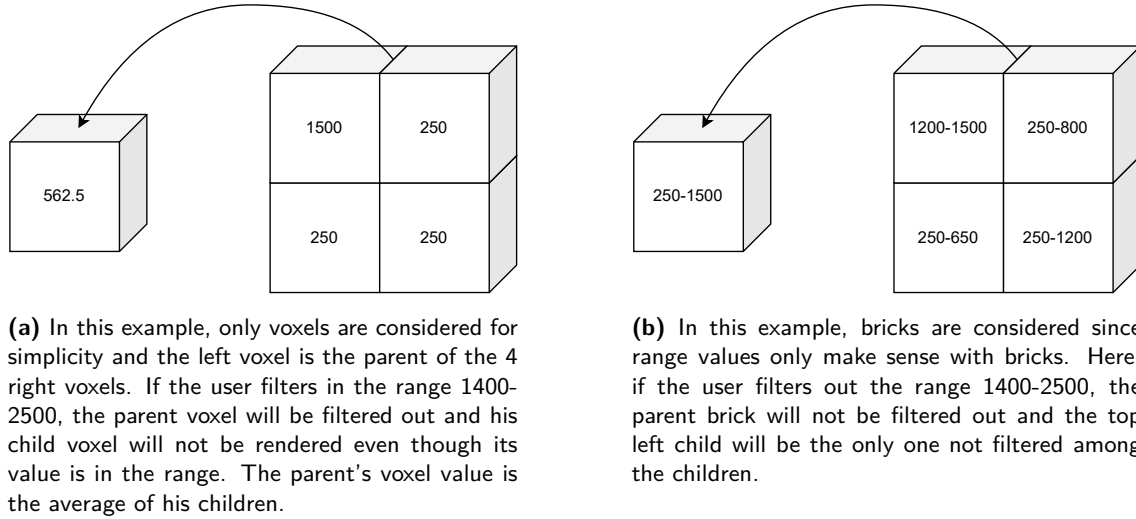 1500 250
562.5
250 250
1200-1500 250-800
250-1500
250-650 250-1200
(a) In this example, only voxels are considered for
simplicity and the left voxel is the parent of the 4
right voxels. If the user filters in the range 1400-
2500, the parent voxel will be filtered out and his
child voxel will not be rendered even though its
value is in the range. The parent's voxel value is
the average of his children.
(b) In this example, bricks are considered since
range values only make sense with bricks. Here
if the user filters out the range 1400-2500, the
parent brick will not be filtered out and the top
left child will be the only one not filtered among
the children.